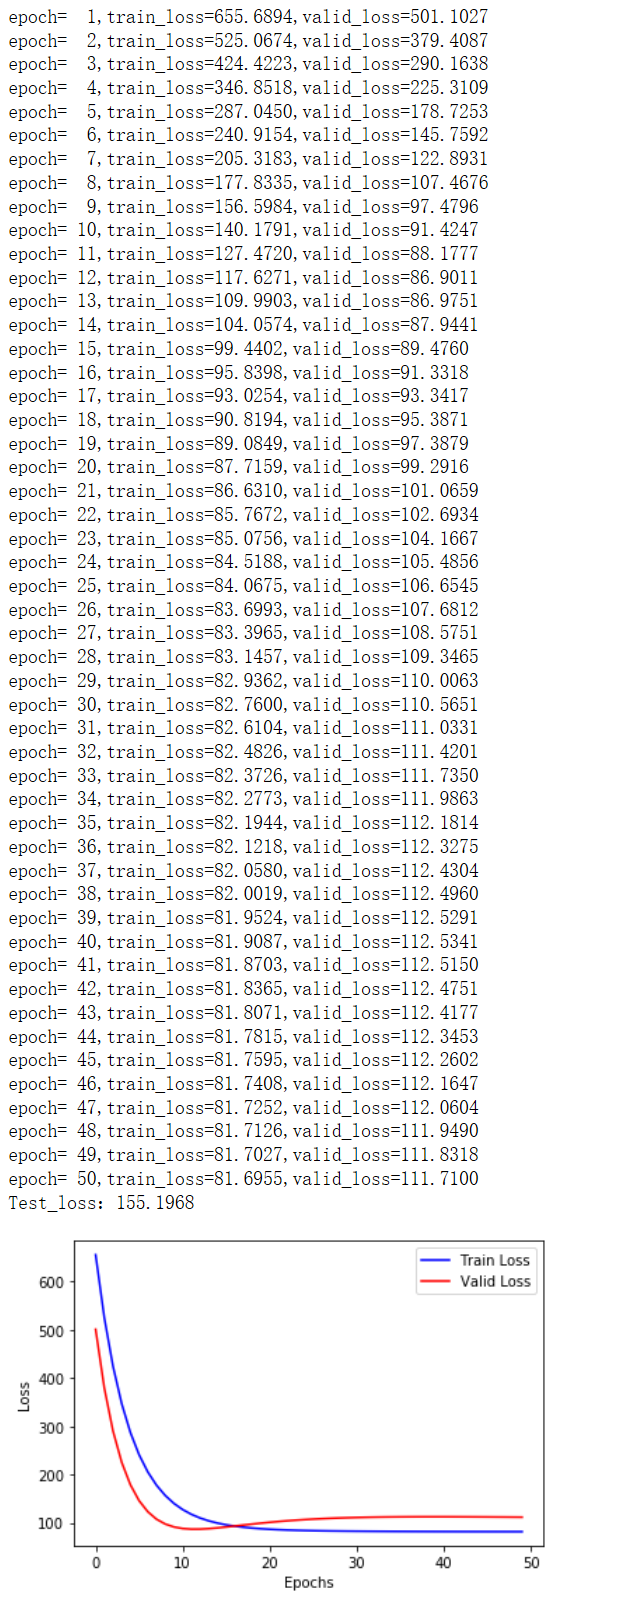 epoch=  1,train_loss=655.6894,valid_loss=501.1027
epoch=  2,train_loss=525.0674,valid_loss=379.4087
epoch=  3,train_loss=424.4223,valid_loss=290.1638
epoch=  4,train_loss=346.8518,valid_loss=225.3109
epoch=  5,train_loss=287.0450,valid_loss=178.7253
epoch=  6,train_loss=240.9154,valid_loss=145.7592
epoch=  7,train_loss=205.3183,valid_loss=122.8931
epoch=  8,train_loss=177.8335,valid_loss=107.4676
epoch=  9,train_loss=156.5984,valid_loss=97.4796
epoch= 10,train_loss=140.1791,valid_loss=91.4247
epoch= 11,train_loss=127.4720,valid_loss=88.1777
epoch= 12,train_loss=117.6271,valid_loss=86.9011
epoch= 13,train_loss=109.9903,valid_loss=86.9751
epoch= 14,train_loss=104.0574,valid_loss=87.9441
epoch= 15,train_loss=99.4402,valid_loss=89.4760
epoch= 16,train_loss=95.8398,valid_loss=91.3318
epoch= 17,train_loss=93.0254,valid_loss=93.3417
epoch= 18,train_loss=90.8194,valid_loss=95.3871
epoch= 19,train_loss=89.0849,valid_loss=97.3879
epoch= 20,train_loss=87.7159,valid_loss=99.2916
epoch= 21,train_loss=86.6310,valid_loss=101.0659
epoch= 22,train_loss=85.7672,valid_loss=102.6934
epoch= 23,train_loss=85.0756,valid_loss=104.1667
epoch= 24,train_loss=84.5188,valid_loss=105.4856
epoch= 25,train_loss=84.0675,valid_loss=106.6545
epoch= 26,train_loss=83.6993,valid_loss=107.6812
epoch= 27,train_loss=83.3965,valid_loss=108.5751
epoch= 28,train_loss=83.1457,valid_loss=109.3465
epoch= 29,train_loss=82.9362,valid_loss=110.0063
epoch= 30,train_loss=82.7600,valid_loss=110.5651
epoch= 31,train_loss=82.6104,valid_loss=111.0331
epoch= 32,train_loss=82.4826,valid_loss=111.4201
epoch= 33,train_loss=82.3726,valid_loss=111.7350
epoch= 34,train_loss=82.2773,valid_loss=111.9863
epoch= 35,train_loss=82.1944,valid_loss=112.1814
epoch= 36,train_loss=82.1218,valid_loss=112.3275
epoch= 37,train_loss=82.0580,valid_loss=112.4304
epoch= 38,train_loss=82.0019,valid_loss=112.4960
epoch= 39,train_loss=81.9524,valid_loss=112.5291
epoch= 40,train_loss=81.9087,valid_loss=112.5341
epoch= 41,train_loss=81.8703,valid_loss=112.5150
epoch= 42,train_loss=81.8365,valid_loss=112.4751
epoch= 43,train_loss=81.8071,valid_loss=112.4177
epoch= 44,train_loss=81.7815,valid_loss=112.3453
epoch= 45,train_loss=81.7595,valid_loss=112.2602
epoch= 46,train_loss=81.7408,valid_loss=112.1647
epoch= 47,train_loss=81.7252,valid_loss=112.0604
epoch= 48,train_loss=81.7126,valid_loss=111.9490
epoch= 49,train_loss=81.7027,valid_loss=111.8318
epoch= 50,train_loss=81.6955,valid_loss=111.7100
Test_loss: 155.1968
Train Loss
Valid Loss
600
500
400
300
200
100
Loss
0 10 20 30 40 50
Epochs